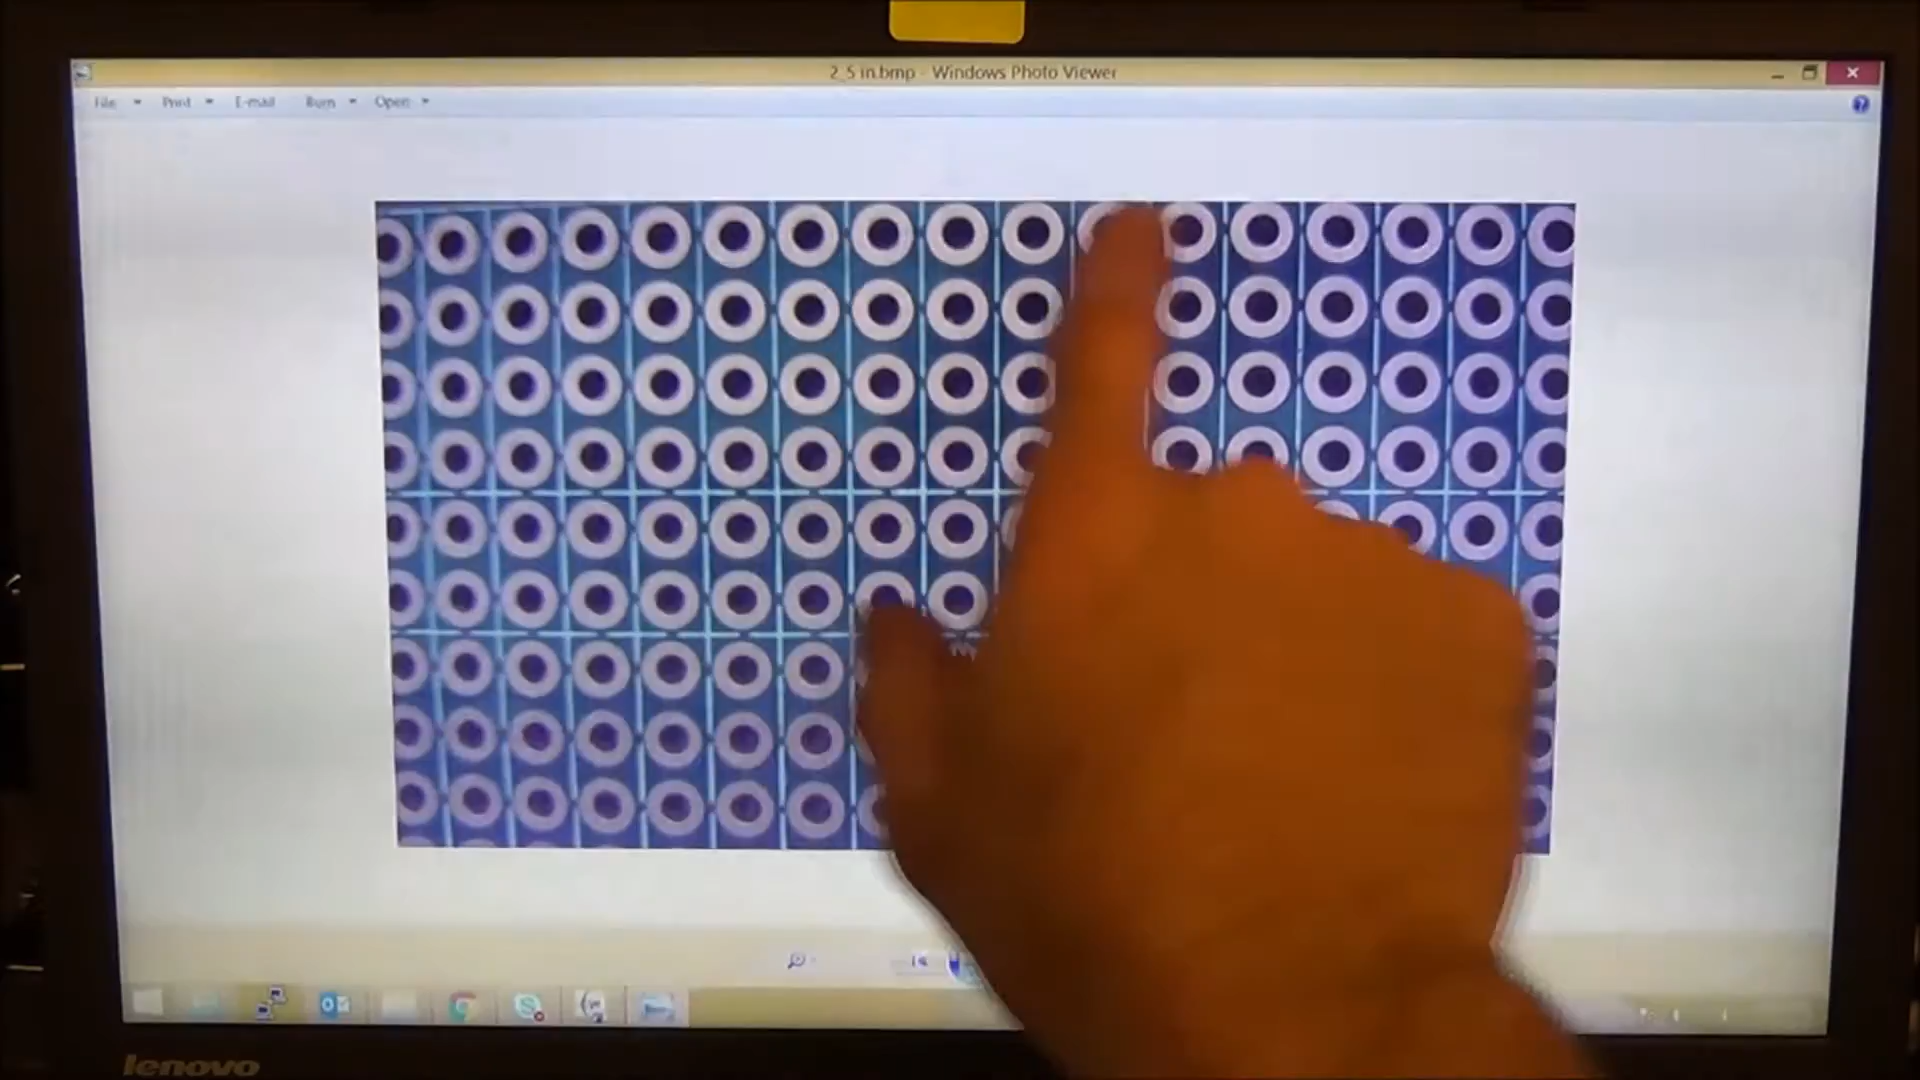 2_5 in.bmp - Windows Photo Viewer
File Print E-mail Burn Open
lenovo